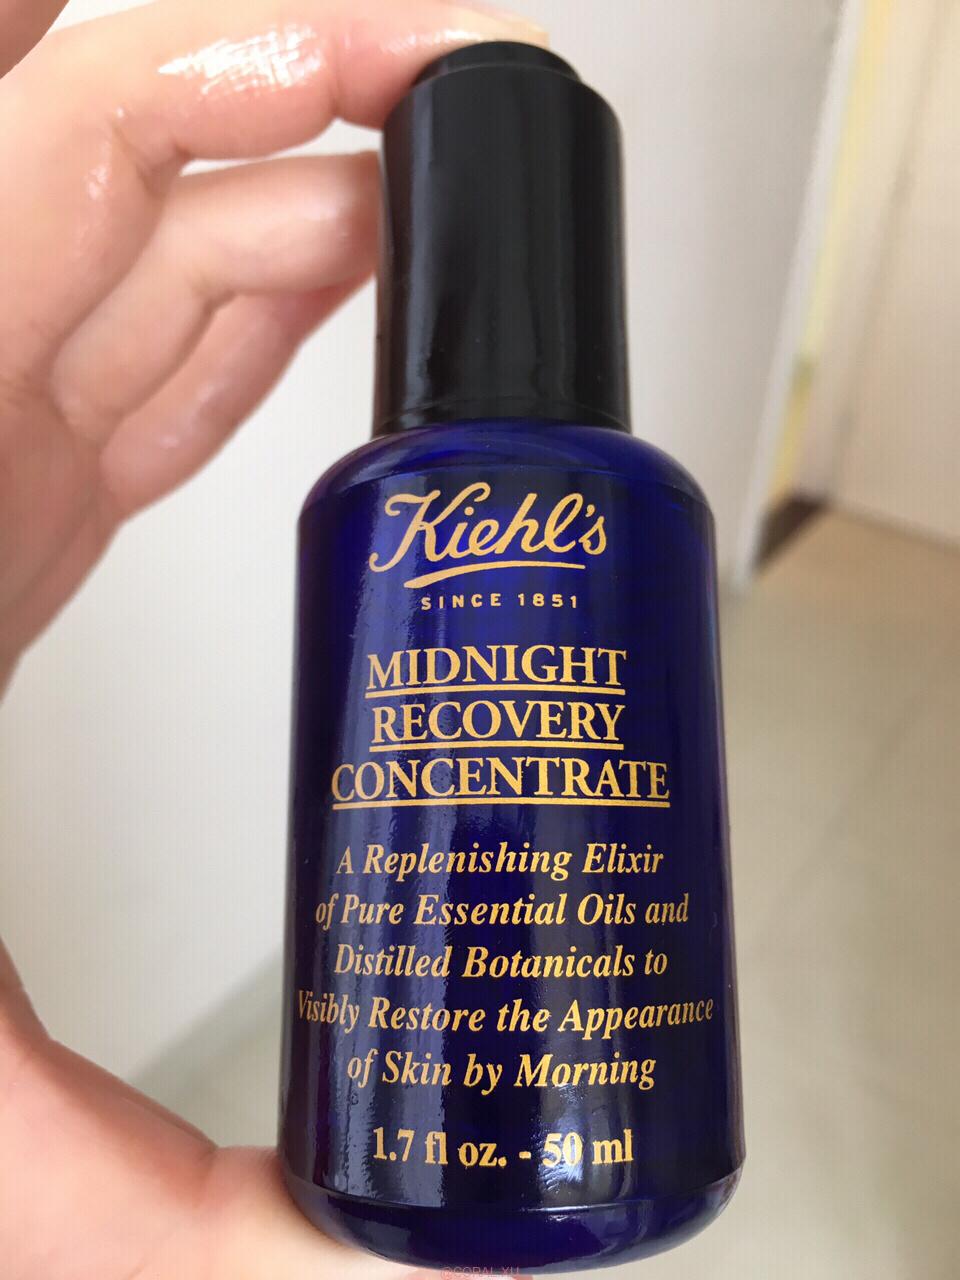 Kiehl's
SINCE 1851
MIDNIGHT
RECOVERY
CONCENTRATE
A Replenishing Elixir
of Pure Essential Oils and
Distilled Botanicals to
Visibly Restore the Appearance
of Skin by Morning
1.7 fl oz. - 50 ml
@CORAL_XU